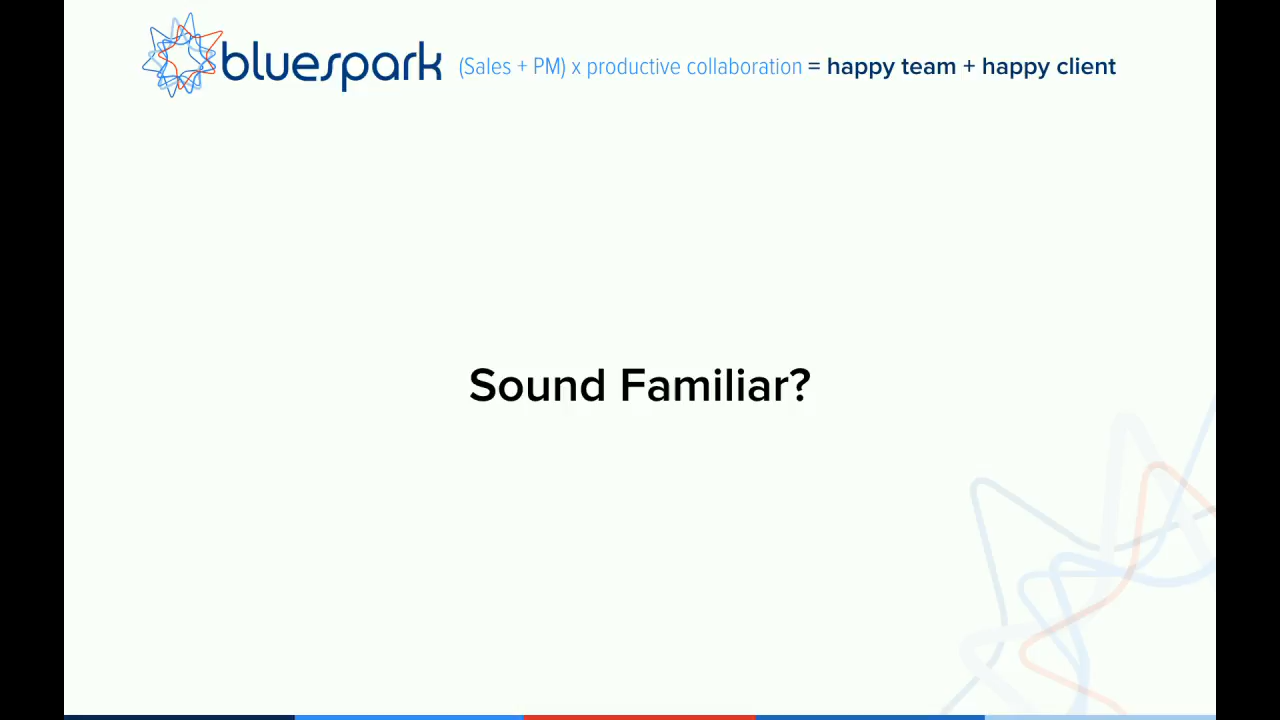 bluespark (Sales + PM) x productive collaboration = happy team + happy client
Sound Familiar?